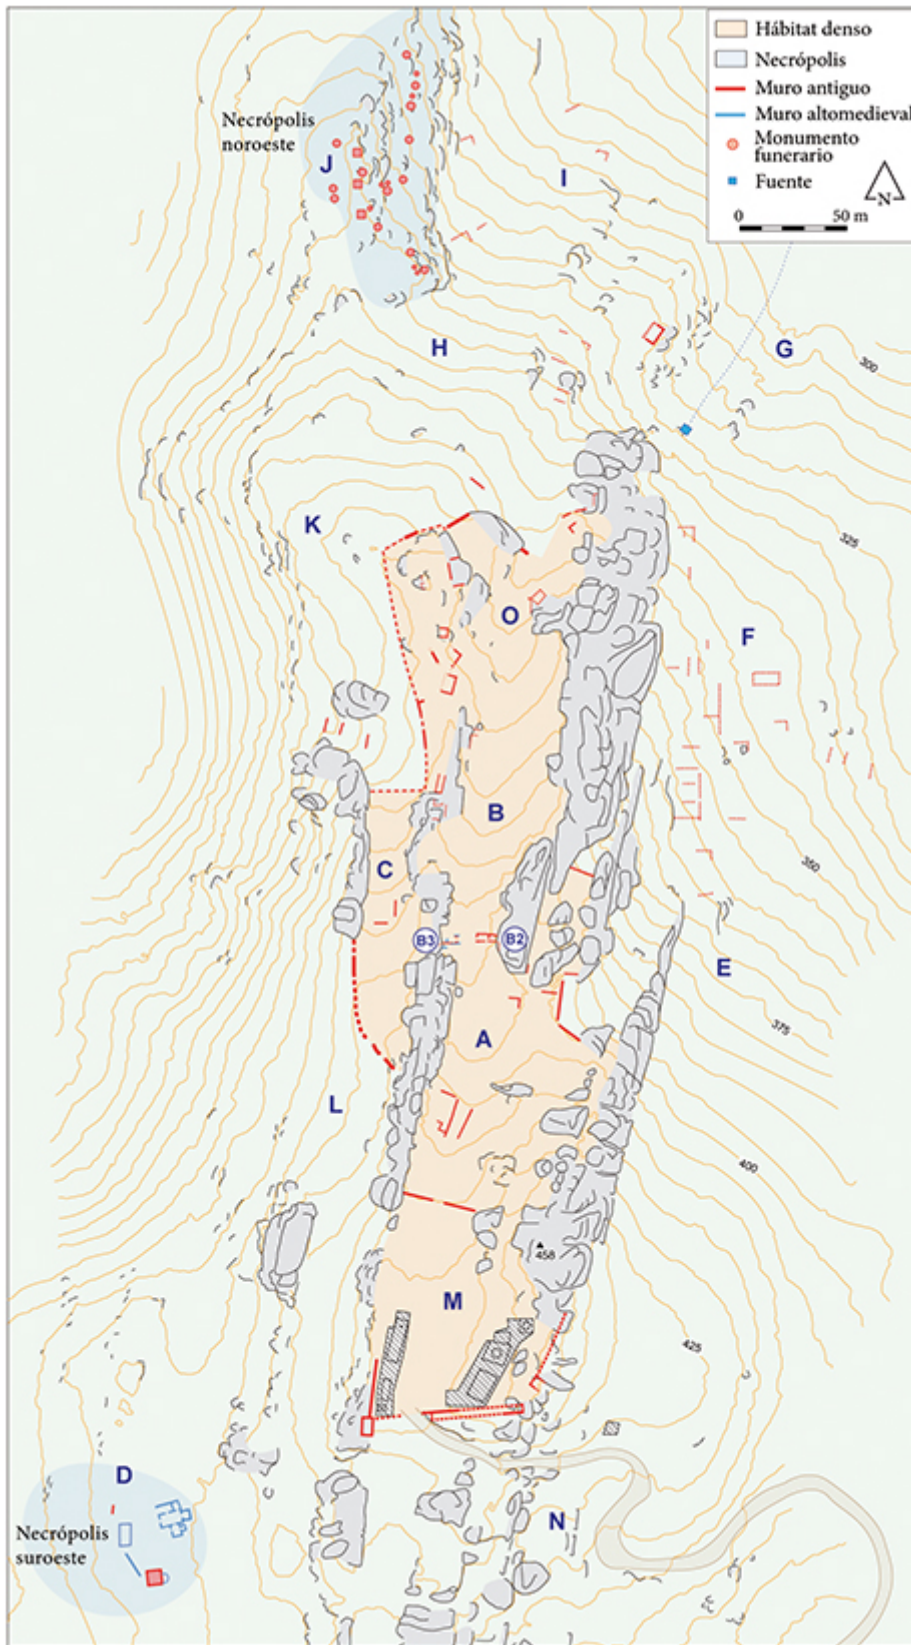 Hábitat denso
Necrópolis
Muro antiguo
Muro altomedieval
Monumento
funerario
Fuente
N
0 50 m
Necrópolis
noroeste
J
I
H
G
300
K
325
O
F
B
350
C
B3
B2
E
375
A
L
400
458
M
425
D
Necrópolis
suroeste
N